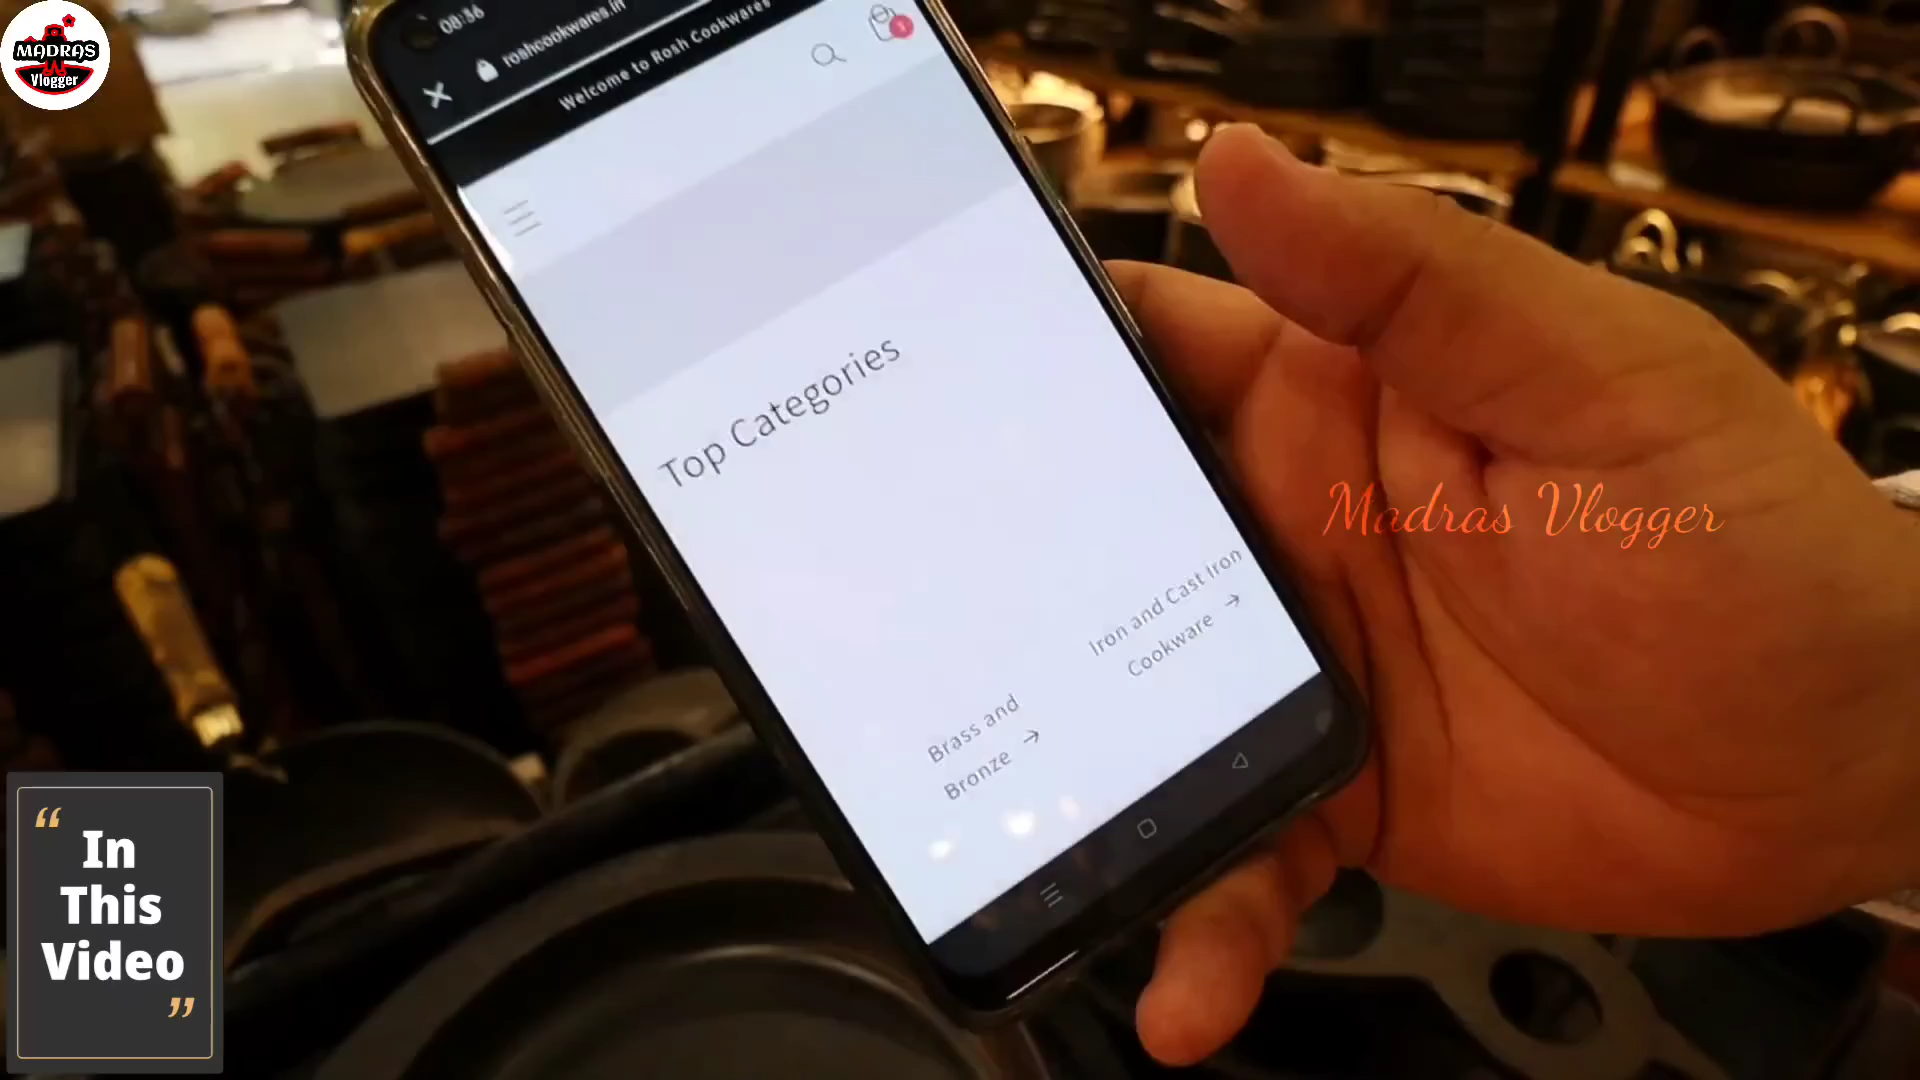 MADRAS
Vlogger
08:36
roshcookwares.in
Welcome to Rosh Cookwares
1
Top Categories
Iron and Cast Iron
Cookware →
Brass and
Bronze →
Madras Vlogger
“ In
This
Video ”